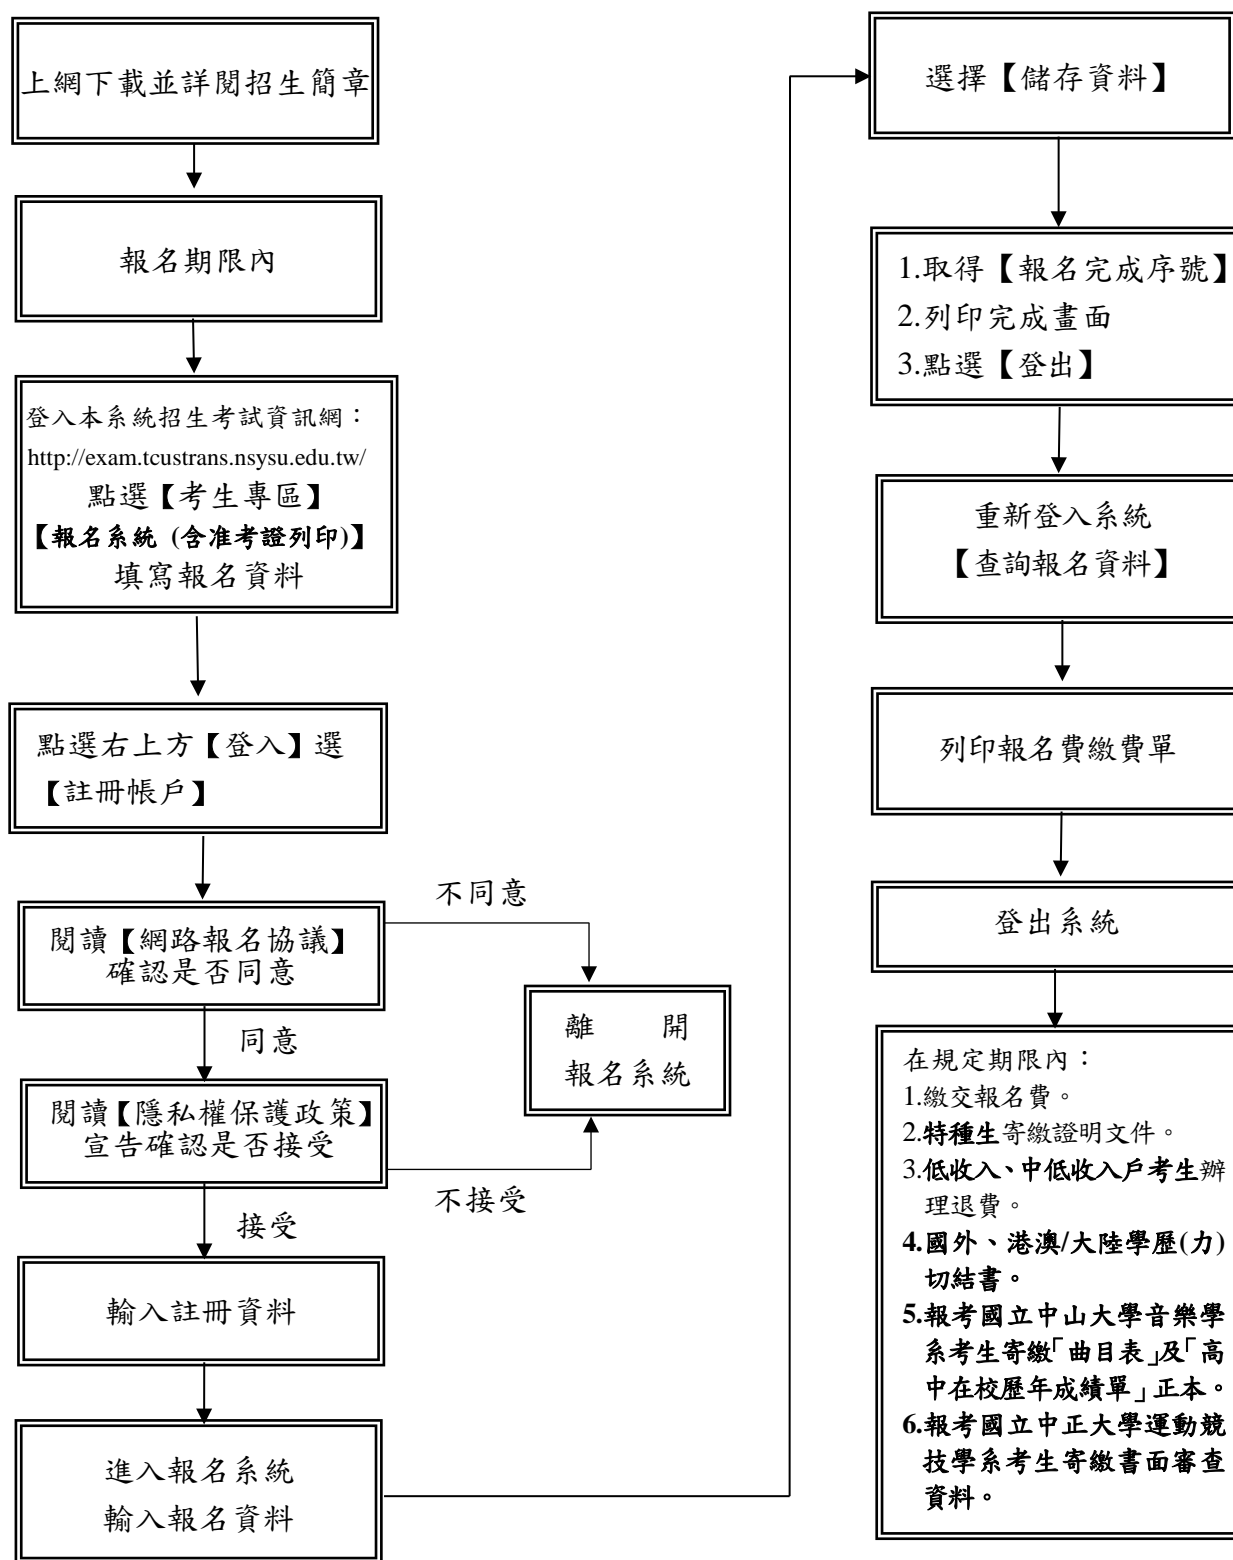 上網下載並詳閱招生簡章
報名期限內
登入本系統招生考試資訊網：
http://exam.tcustrans.nsysu.edu.tw/
點選【考生專區】
【報名系統 (含准考證列印)】
填寫報名資料
點選右上方【登入】選
【註冊帳戶】
閱讀【網路報名協議】
確認是否同意
不同意
同意
離　　開
報名系統
閱讀【隱私權保護政策】
宣告確認是否接受
不接受
接受
輸入註冊資料
進入報名系統
輸入報名資料
選擇【儲存資料】
1.取得【報名完成序號】
2.列印完成畫面
3.點選【登出】
重新登入系統
【查詢報名資料】
列印報名費繳費單
登出系統
在規定期限內：
1.繳交報名費。
2.特種生寄繳證明文件。
3.低收入、中低收入戶考生辦
理退費。
4.國外、港澳/大陸學歷(力)
切結書。
5.報考國立中山大學音樂學
系考生寄繳「曲目表」及「高
中在校歷年成績單」正本。
6.報考國立中正大學運動競
技學系考生寄繳書面審查
資料。